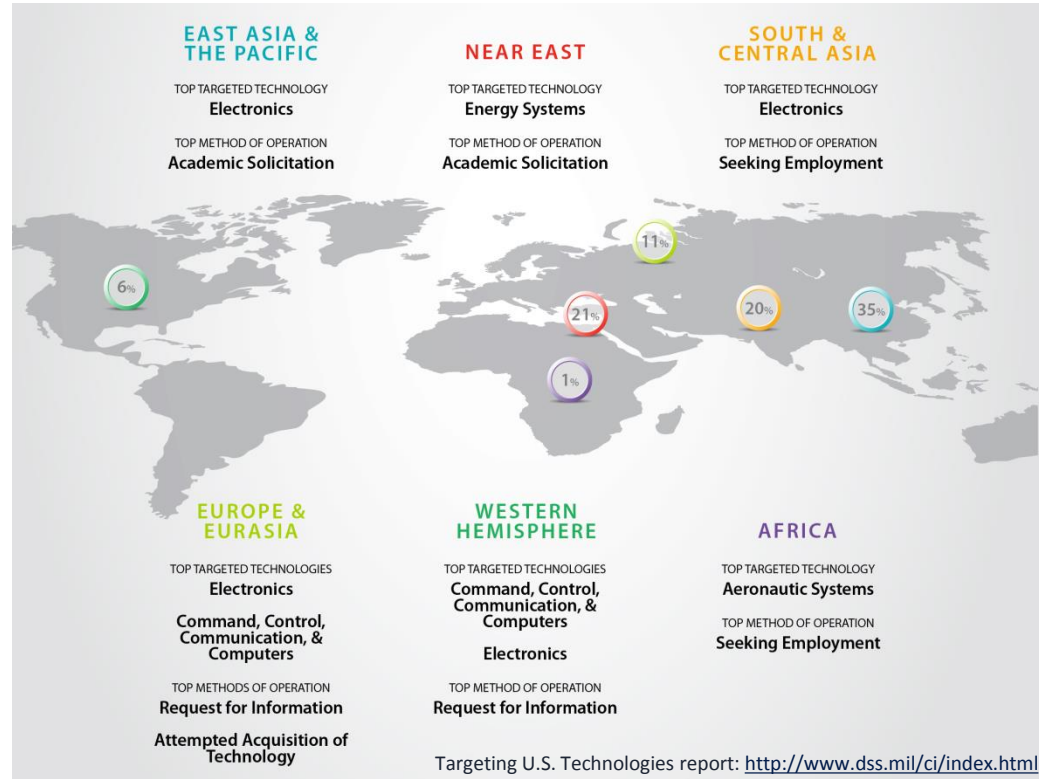 EAST ASIA &
THE PACIFIC
TOP TARGETED TECHNOLOGY
Electronics
TOP METHOD OF OPERATION
Academic Solicitation
NEAR EAST
TOP TARGETED TECHNOLOGY
Energy Systems
TOP METHOD OF OPERATION
Academic Solicitation
SOUTH &
CENTRAL ASIA
TOP TARGETED TECHNOLOGY
Electronics
TOP METHOD OF OPERATION
Seeking Employment
11%
6%
21%
20%
35%
1%
EUROPE &
EURASIA
TOP TARGETED TECHNOLOGIES
Electronics
Command, Control,
Communication, &
Computers
TOP METHODS OF OPERATION
Request for Information
Attempted Acquisition of
Technology
WESTERN
HEMISPHERE
TOP TARGETED TECHNOLOGIES
Command, Control,
Communication, &
Computers
Electronics
TOP METHOD OF OPERATION
Request for Information
AFRICA
TOP TARGETED TECHNOLOGY
Aeronautic Systems
TOP METHOD OF OPERATION
Seeking Employment
Targeting U.S. Technologies report: http://www.dss.mil/ci/index.html